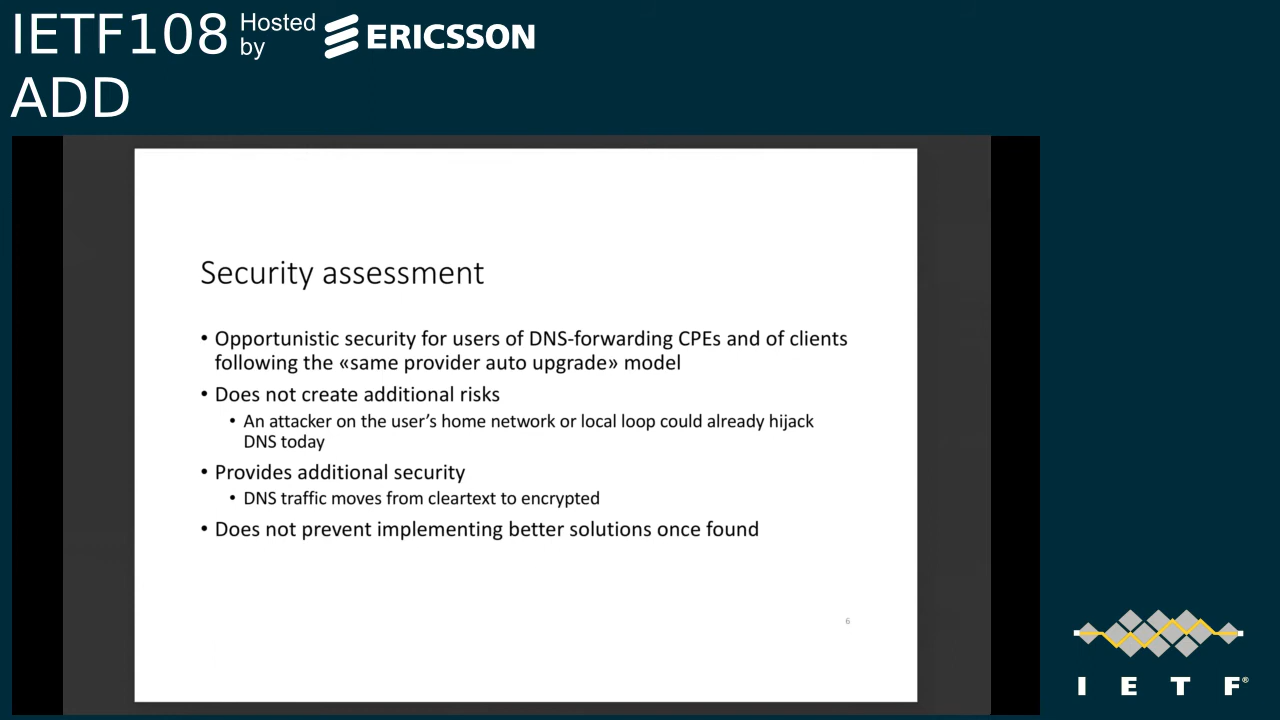 IETF108 Hosted by ERICSSON
ADD
Security assessment
• Opportunistic security for users of DNS-forwarding CPEs and of clients
following the «same provider auto upgrade» model
• Does not create additional risks
• An attacker on the user’s home network or local loop could already hijack
DNS today
• Provides additional security
• DNS traffic moves from cleartext to encrypted
• Does not prevent implementing better solutions once found
6
I E T F®